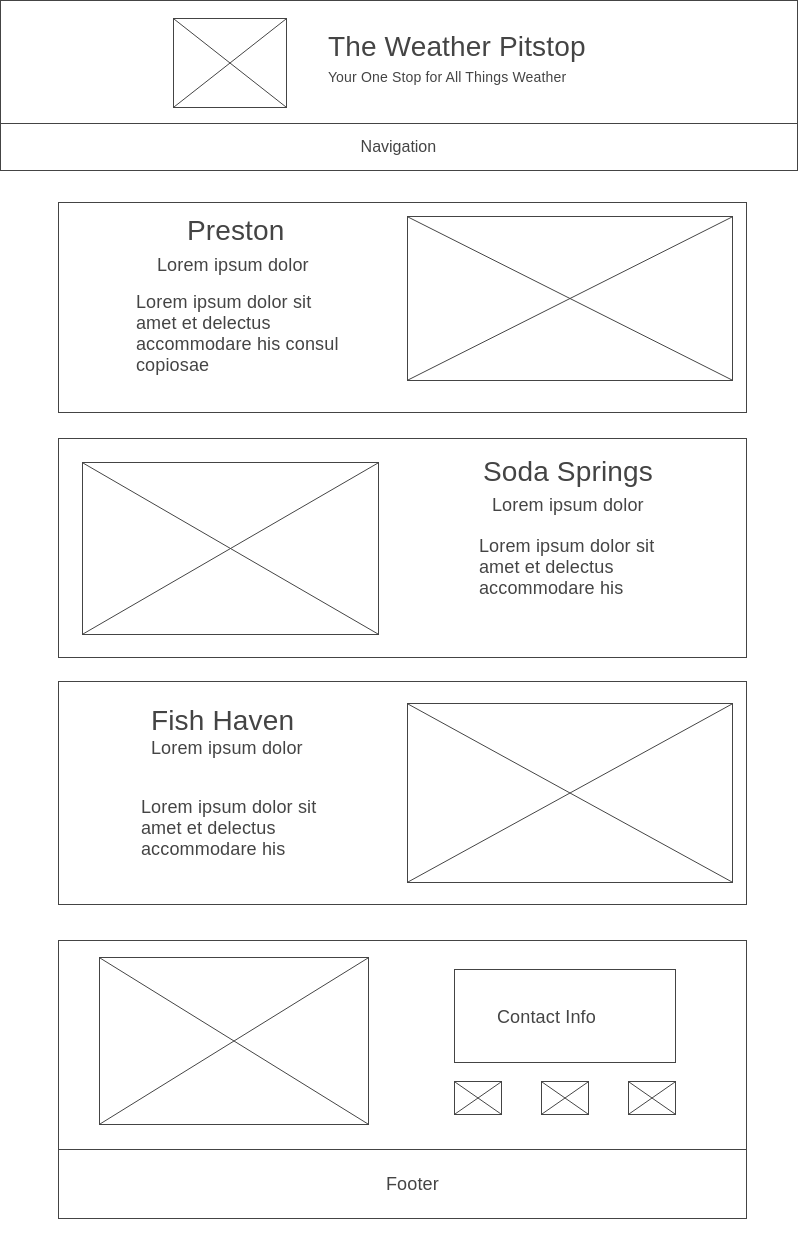 The Weather Pitstop
Your One Stop for All Things Weather
Navigation
Preston
Lorem ipsum dolor
Lorem ipsum dolor sit
amet et delectus
accommodare his consul
copiosae
Soda Springs
Lorem ipsum dolor
Lorem ipsum dolor sit
amet et delectus
accommodare his
Fish Haven
Lorem ipsum dolor
Lorem ipsum dolor sit
amet et delectus
accommodare his
Contact Info
Footer